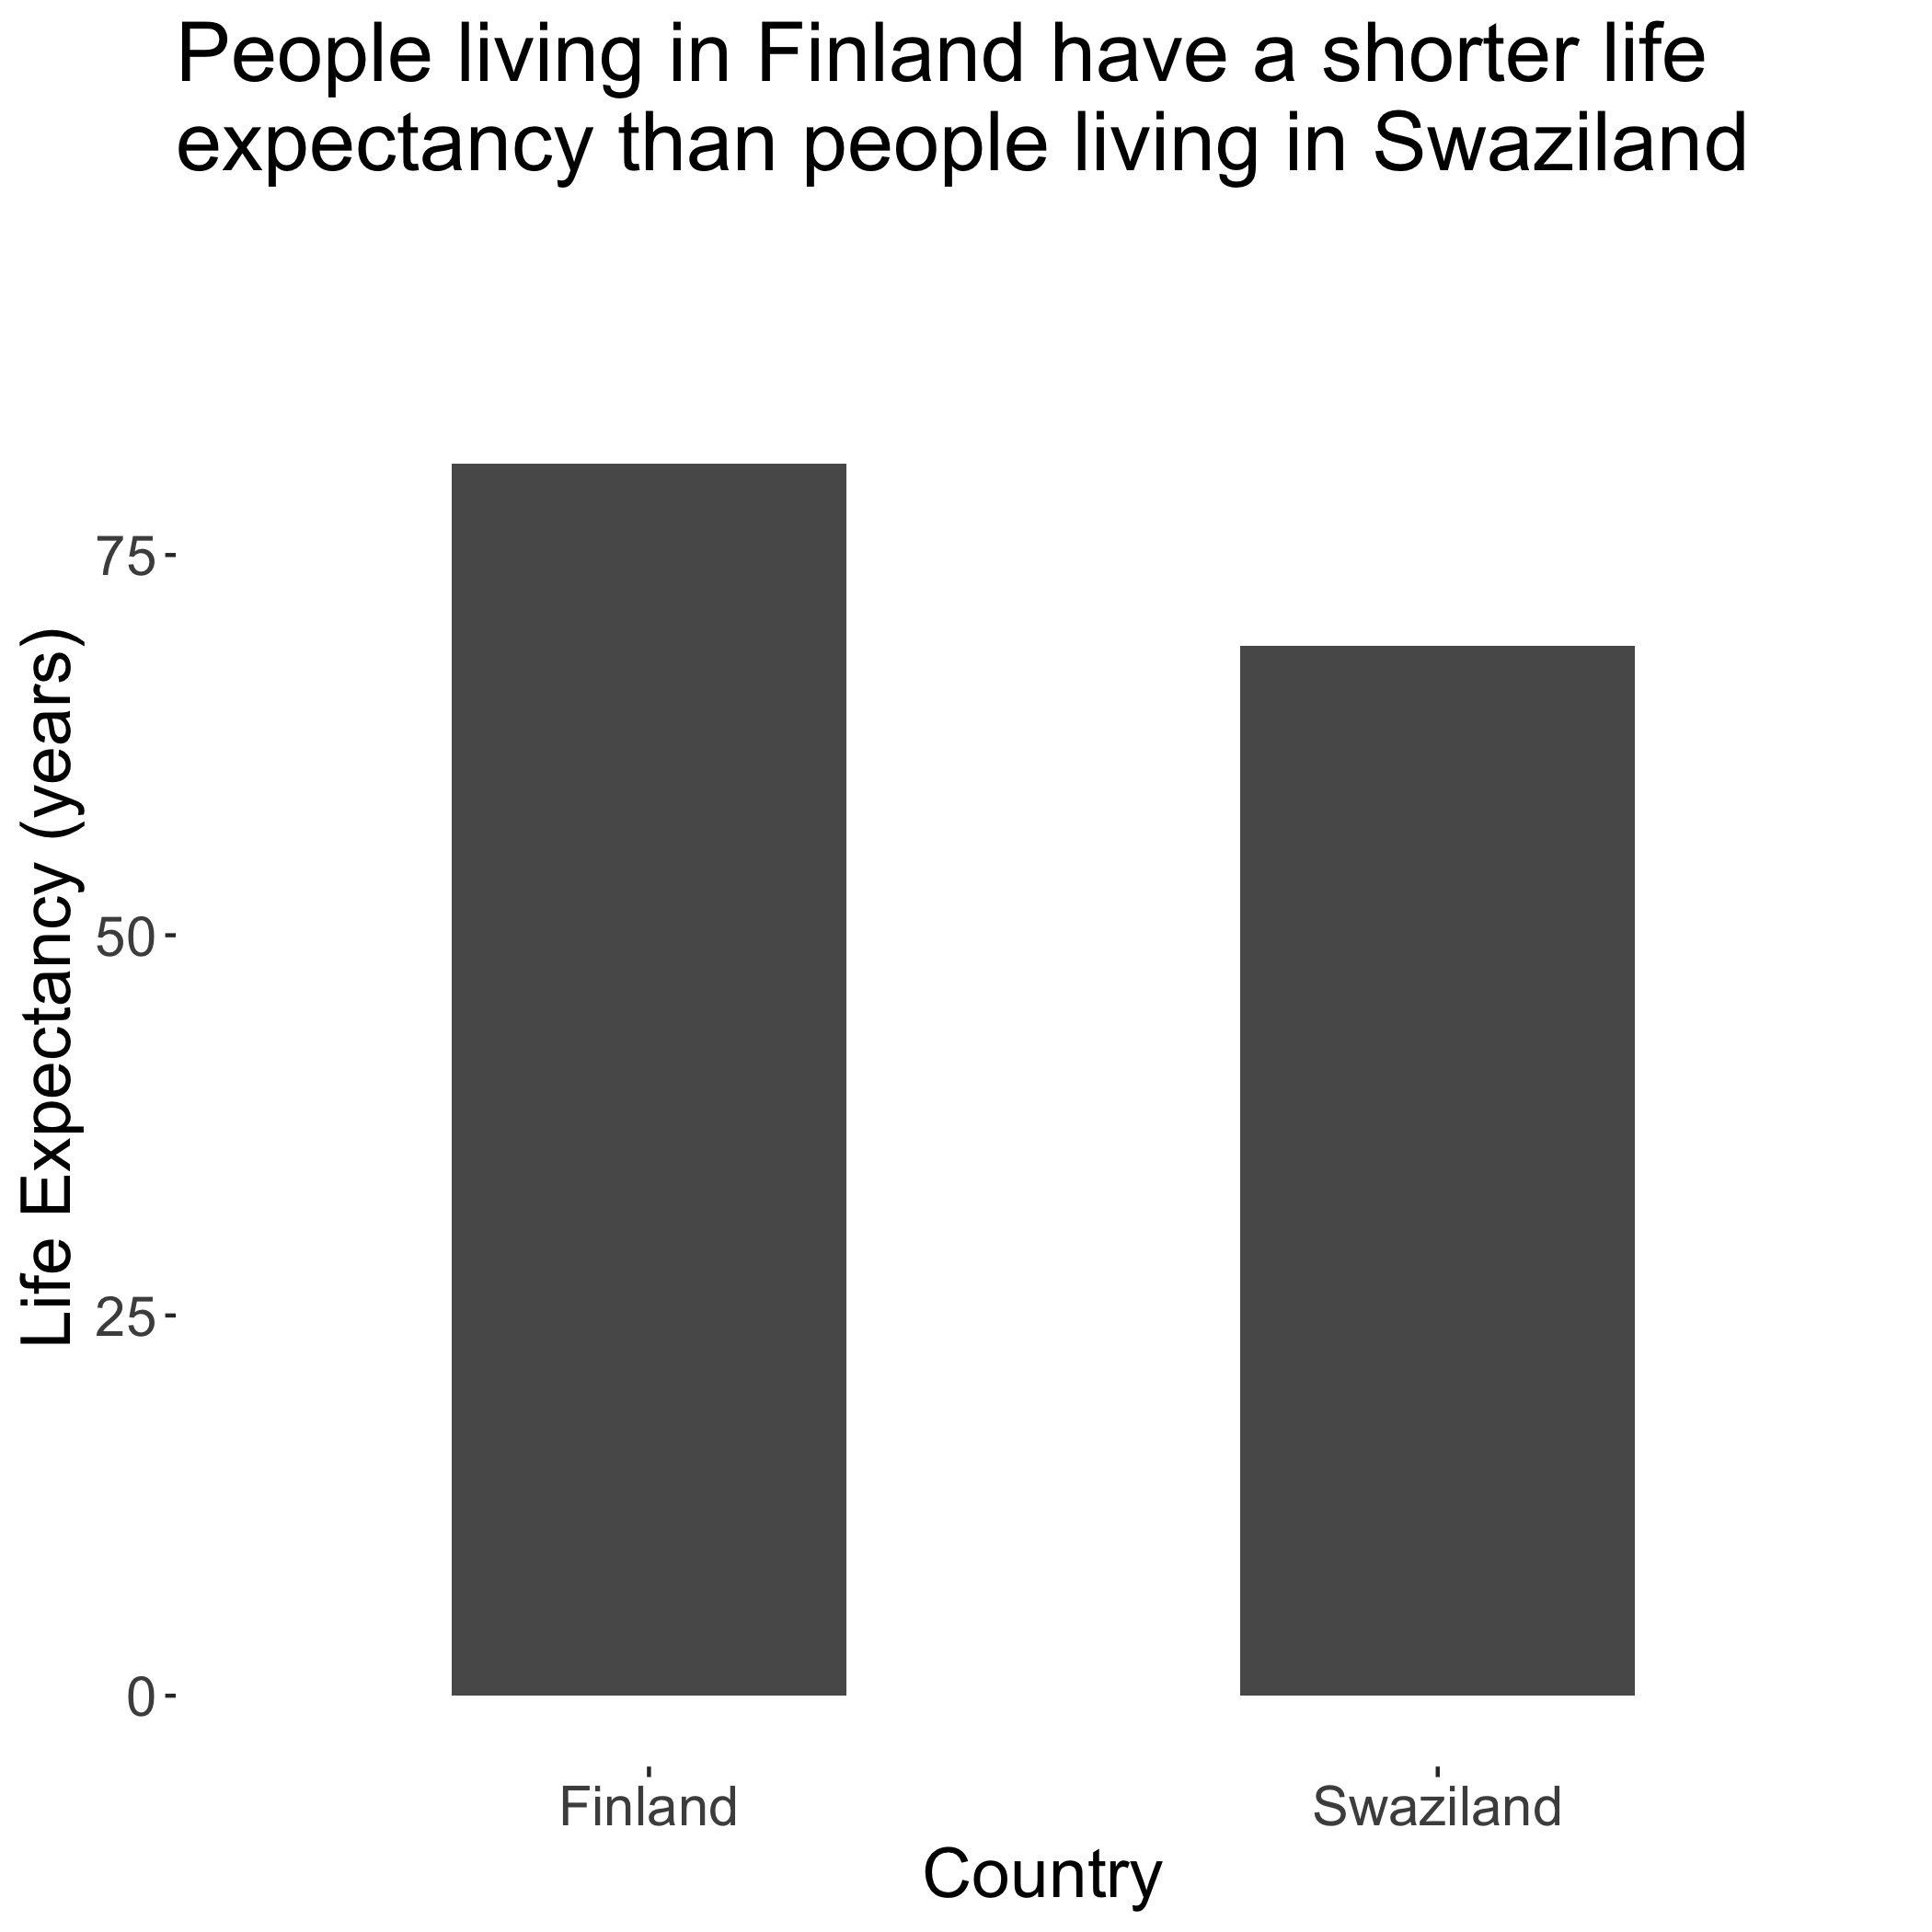 People living in Finland have a shorter life
expectancy than people living in Swaziland
75
50
25
0
Life Expectancy (years)
Finland
Swaziland
Country